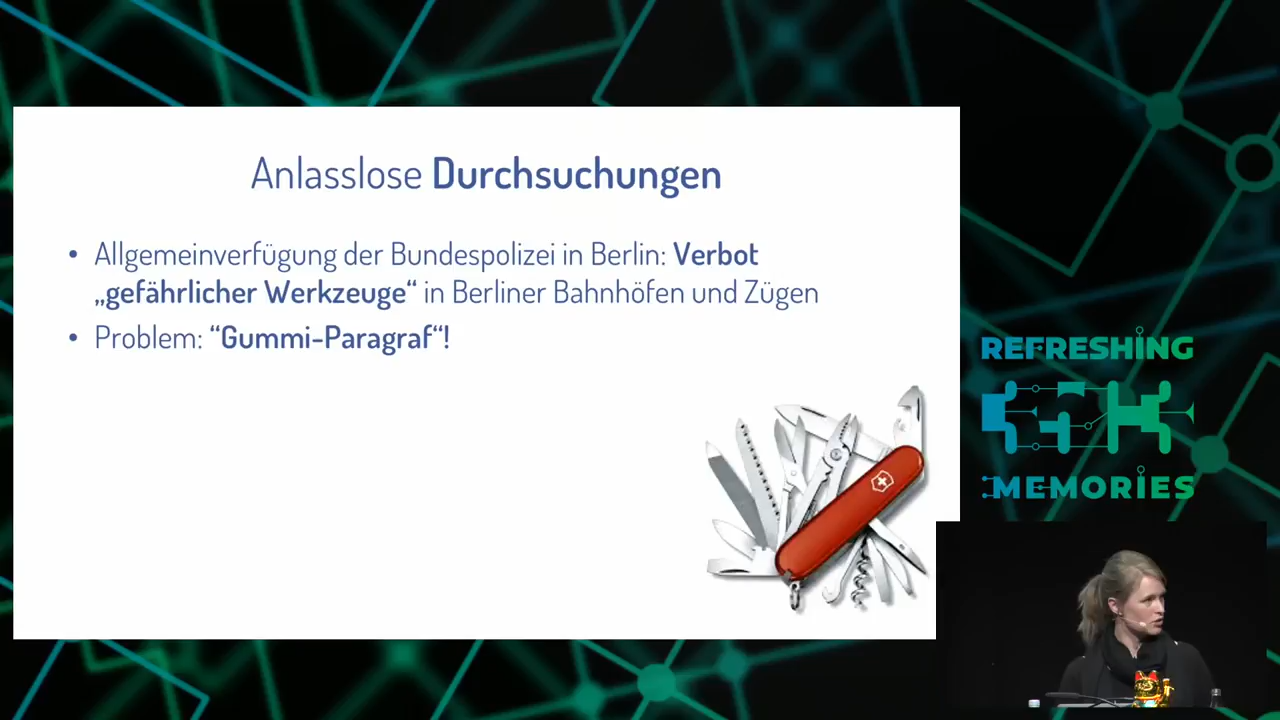 Anlasslose Durchsuchungen
• Allgemeinverfügung der Bundespolizei in Berlin: Verbot
„gefährlicher Werkzeuge“ in Berliner Bahnhöfen und Zügen
• Problem: “Gummi-Paragraf“!
REFRESHING
35C3
MEMORIES